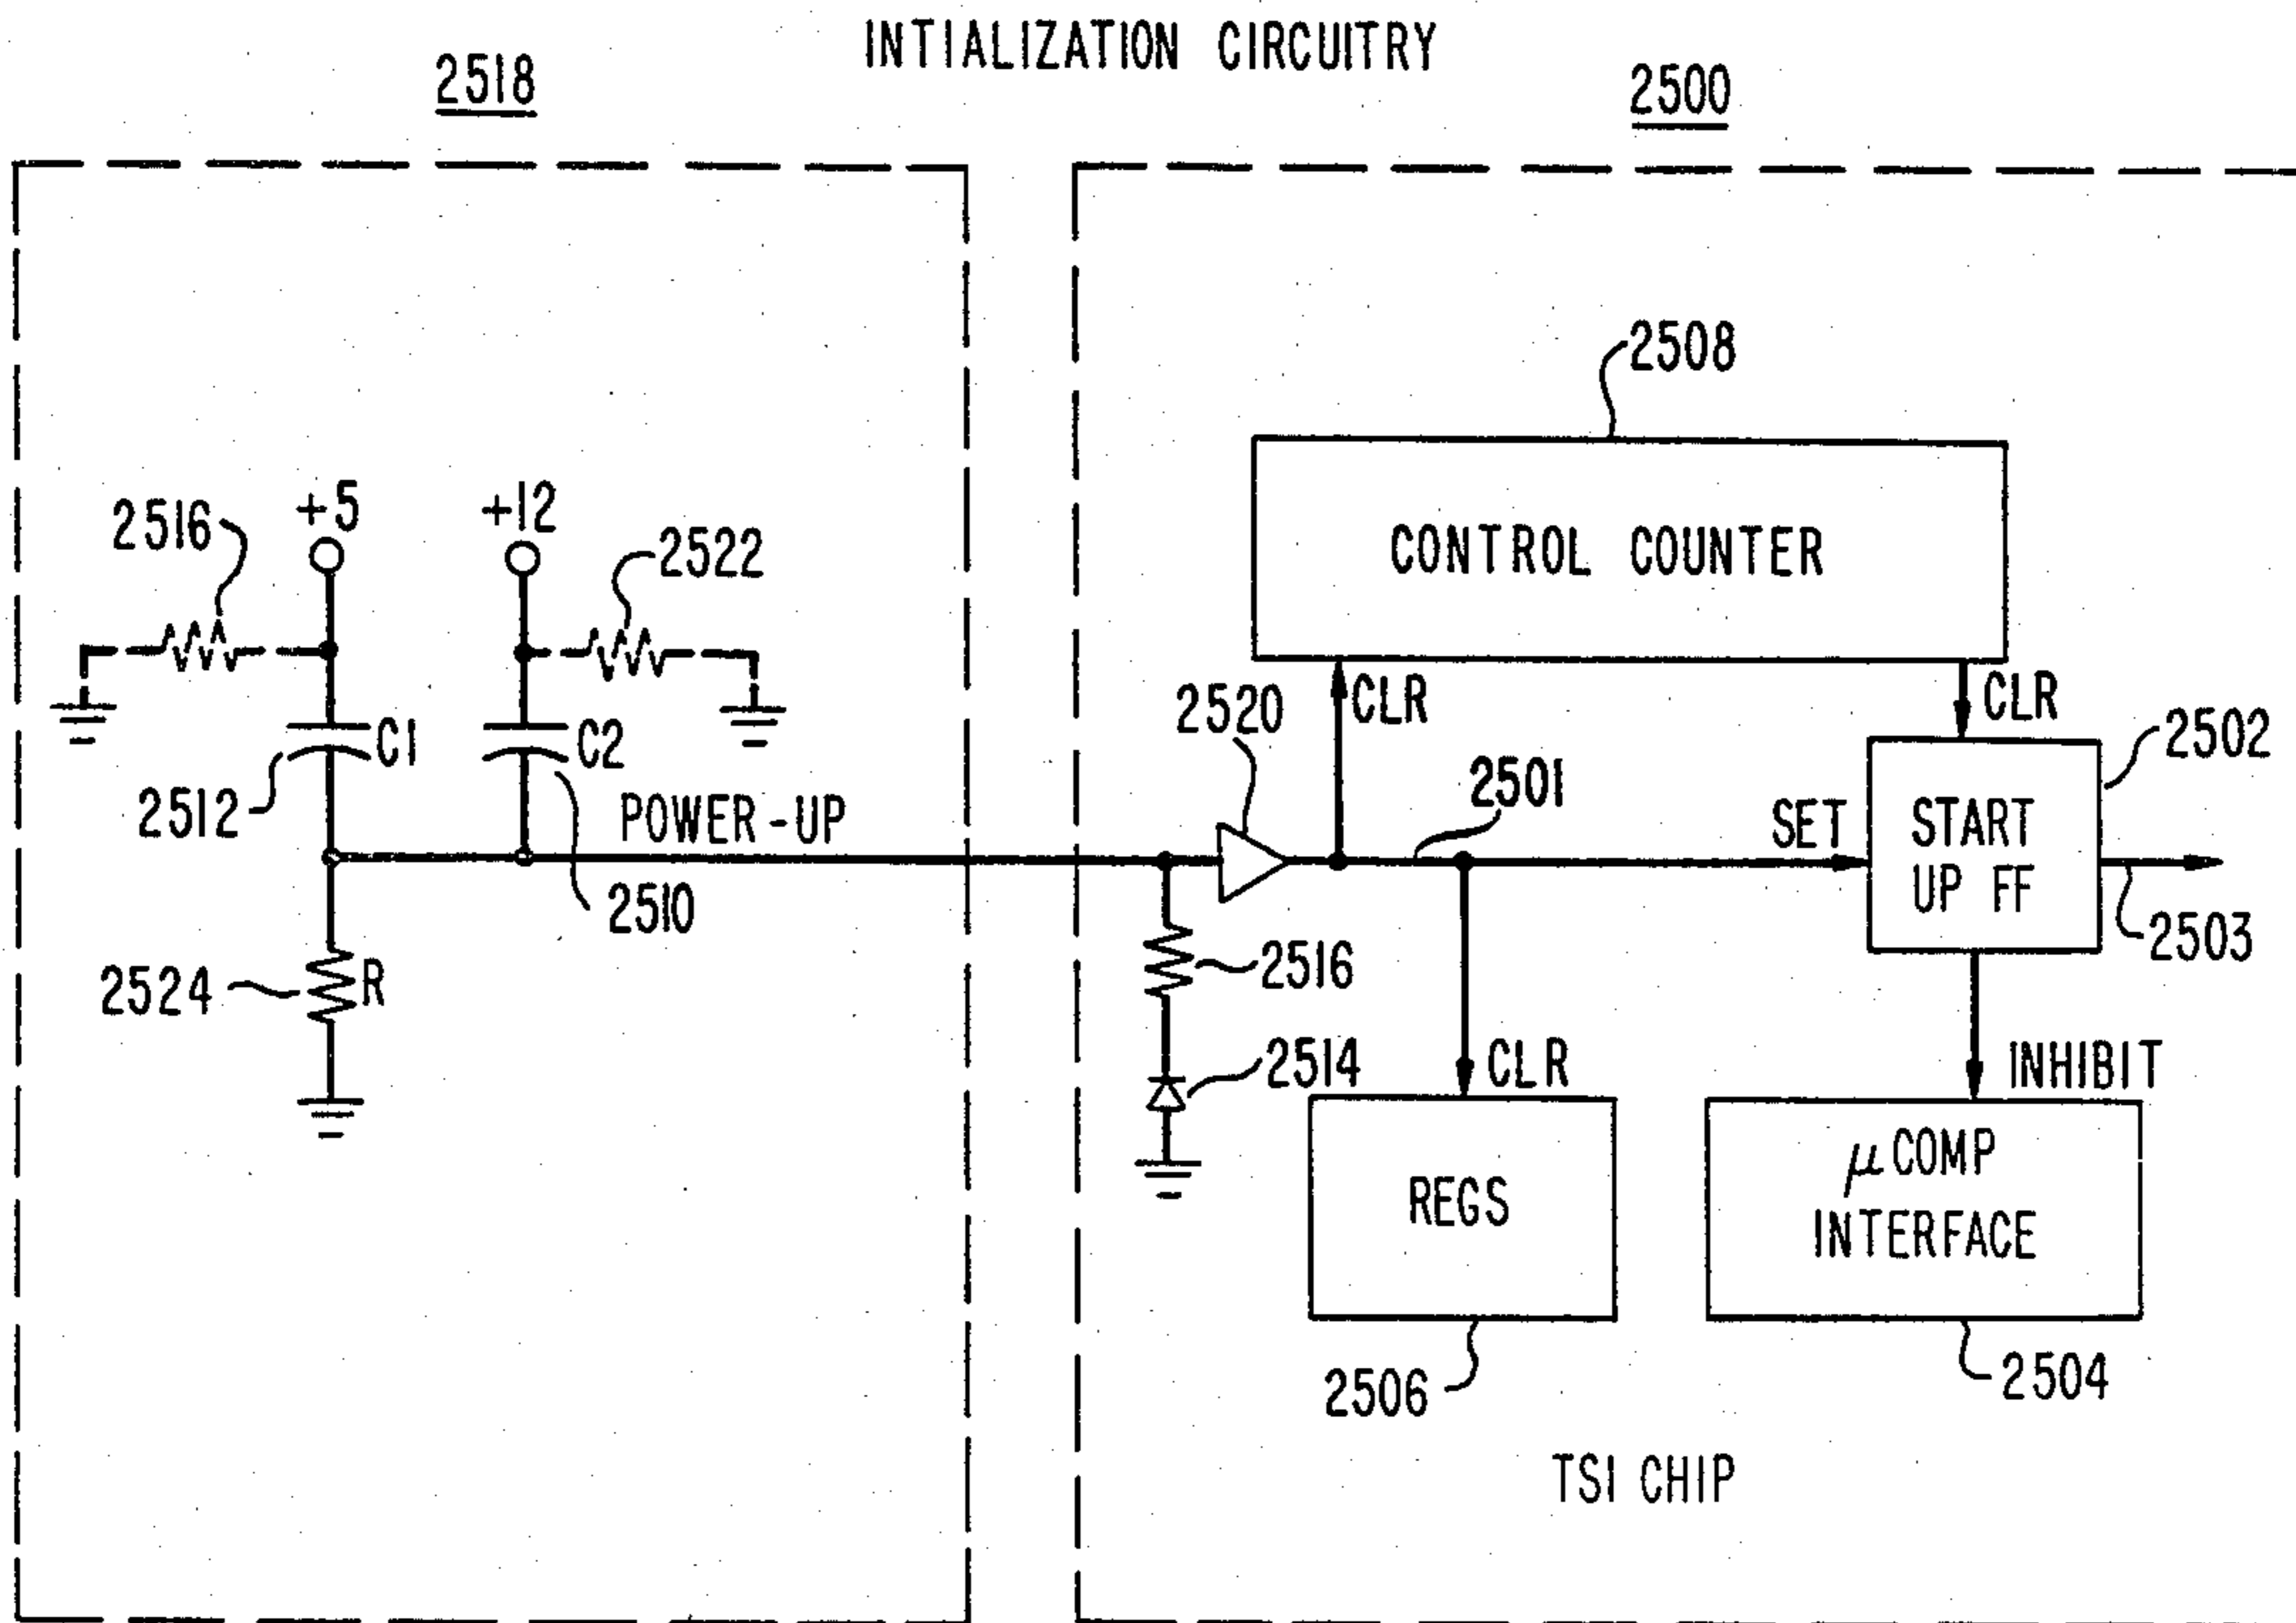 INTIALIZATION CIRCUITRY
2518
2500
2508
CONTROL COUNTER
2516
+5
+12
2522
2520
CLR
CLR
2502
C1
C2
2512
POWER-UP
2501
SET
START
UP FF
2510
2503
2524
R
2516
2514
CLR
INHIBIT
REGS
μCOMP
INTERFACE
2506
2504
TSI CHIP